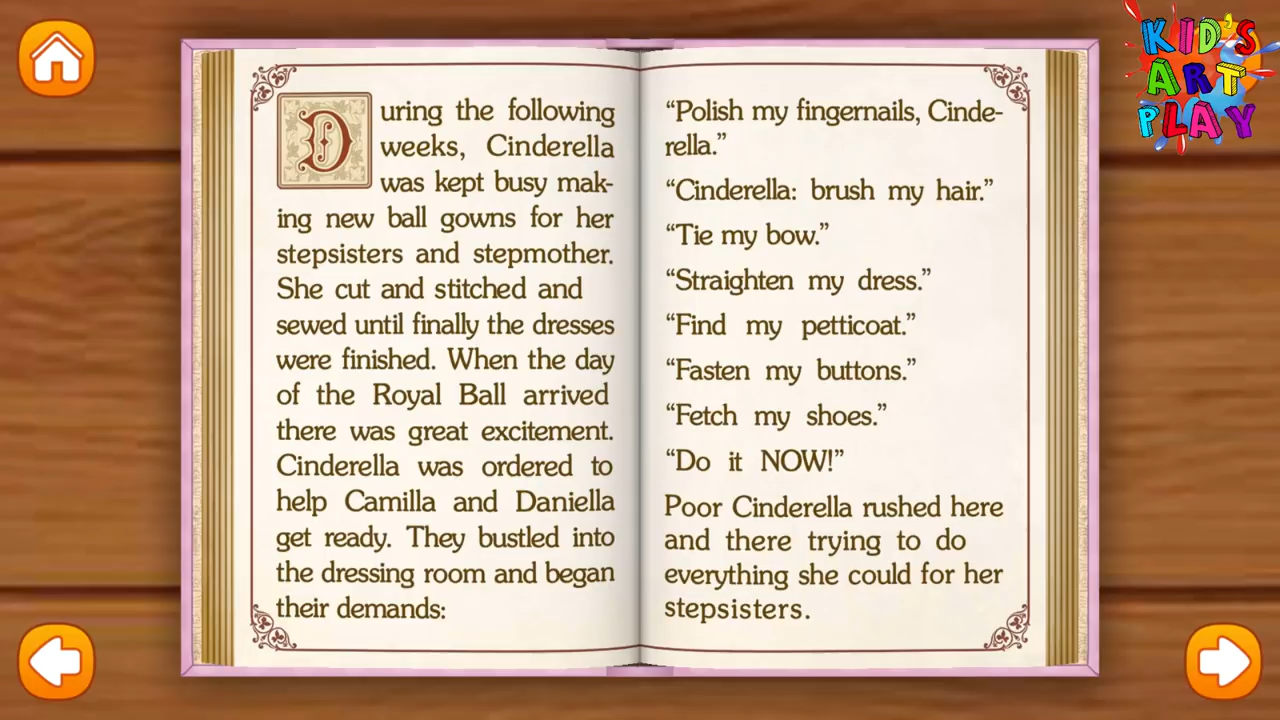 During the following
weeks, Cinderella
was kept busy mak-
ing new ball gowns for her
stepsisters and stepmother.
She cut and stitched and
sewed until finally the dresses
were finished. When the day
of the Royal Ball arrived
there was great excitement.
Cinderella was ordered to
help Camilla and Daniella
get ready. They bustled into
the dressing room and began
their demands:
“Polish my fingernails, Cinde-
rella.”
“Cinderella: brush my hair.”
“Tie my bow.”
“Straighten my dress.”
“Find my petticoat.”
“Fasten my buttons.”
“Fetch my shoes.”
“Do it NOW!”
Poor Cinderella rushed here
and there trying to do
everything she could for her
stepsisters.
KID'S
ART
PLAY